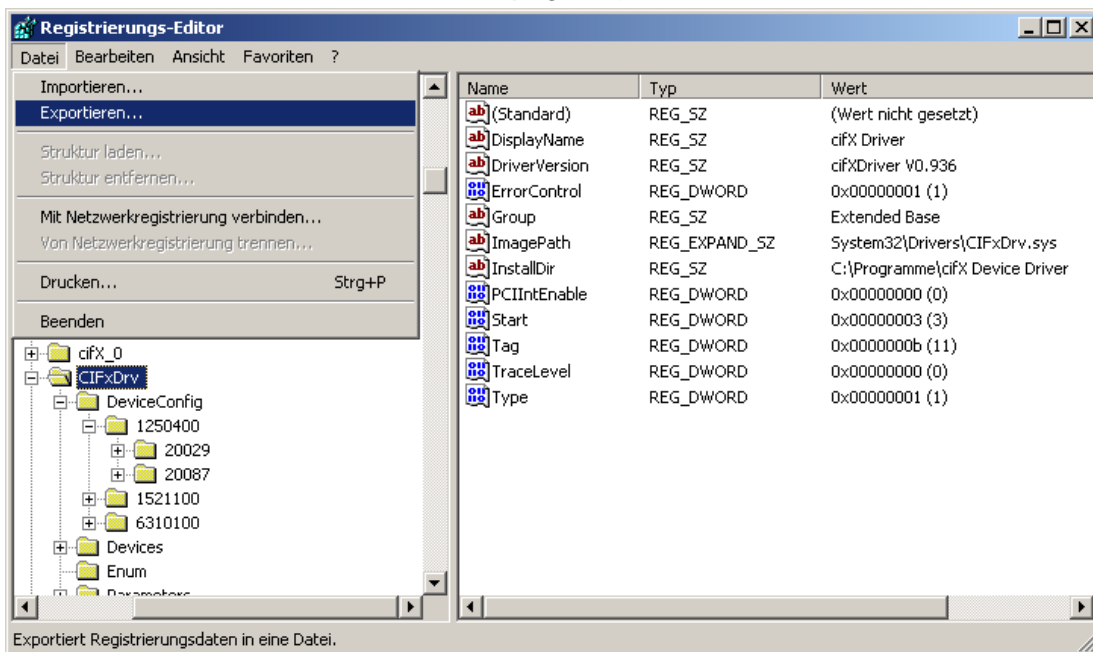 Registrierungs-Editor
Datei Bearbeiten Ansicht Favoriten ?
Importieren...
Exportieren...
Struktur laden...
Struktur entfernen...
Mit Netzwerkregistrierung verbinden...
Von Netzwerkregistrierung trennen...
Drucken... Strg+P
Beenden
cifX_0
CIFxDrv
DeviceConfig
1250400
20029
20087
1521100
6310100
Devices
Enum
Parameters
Name Typ Wert
(Standard) REG_SZ (Wert nicht gesetzt)
DisplayName REG_SZ cifX Driver
DriverVersion REG_SZ cifXDriver V0.936
ErrorControl REG_DWORD 0x00000001 (1)
Group REG_SZ Extended Base
ImagePath REG_EXPAND_SZ System32\Drivers\CIFxDrv.sys
InstallDir REG_SZ C:\Programme\cifX Device Driver
PCIIntEnable REG_DWORD 0x00000000 (0)
Start REG_DWORD 0x00000003 (3)
Tag REG_DWORD 0x0000000b (11)
TraceLevel REG_DWORD 0x00000000 (0)
Type REG_DWORD 0x00000001 (1)
Exportiert Registrierungsdaten in eine Datei.